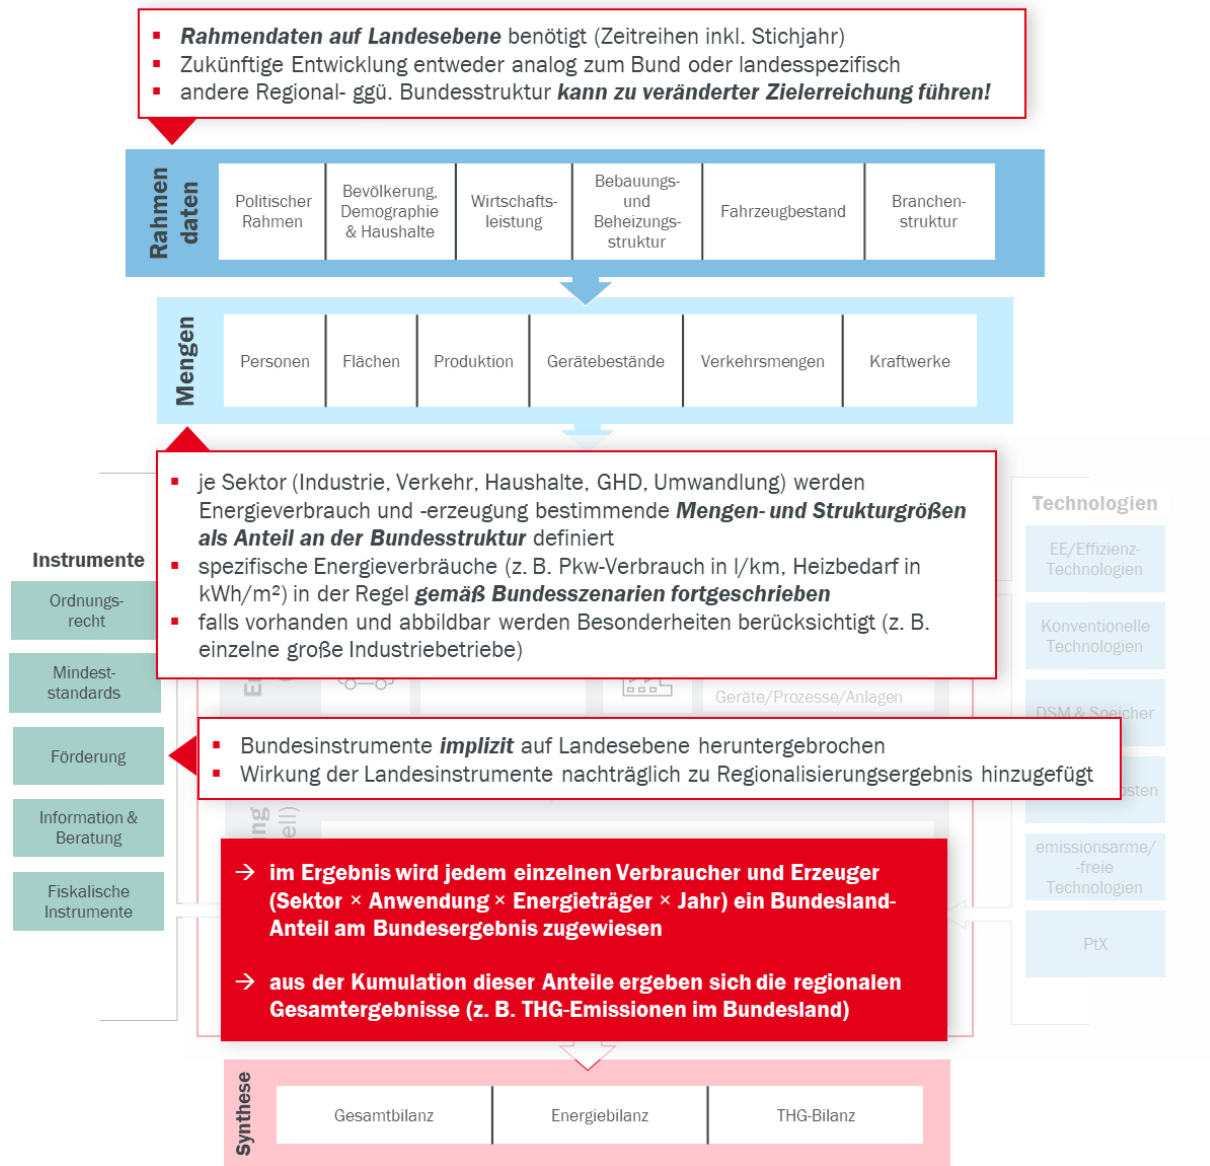 ▪ Rahmendaten auf Landesebene benötigt (Zeitreihen inkl. Stichjahr)
▪ Zukünftige Entwicklung entweder analog zum Bund oder landesspezifisch
▪ andere Regional- ggü. Bundesstruktur kann zu veränderter Zielerreichung führen!
Rahmen
daten
Politischer
Rahmen
Bevölkerung,
Demographie
& Haushalte
Wirtschafts-
leistung
Bebauungs-
und
Beheizungs-
struktur
Fahrzeugbestand
Branchen-
struktur
Mengen
Personen
Flächen
Produktion
Gerätebestände
Verkehrsmengen
Kraftwerke
▪ je Sektor (Industrie, Verkehr, Haushalte, GHD, Umwandlung) werden
Energieverbrauch und -erzeugung bestimmende Mengen- und Strukturgrößen
als Anteil an der Bundesstruktur definiert
▪ spezifische Energieverbräuche (z. B. Pkw-Verbrauch in l/km, Heizbedarf in
kWh/m²) in der Regel gemäß Bundesszenarien fortgeschrieben
▪ falls vorhanden und abbildbar werden Besonderheiten berücksichtigt (z. B.
einzelne große Industriebetriebe)
Geräte/Prozesse/Anlagen
Instrumente
Ordnungs-
recht
Mindest-
standards
Förderung
Information &
Beratung
Fiskalische
Instrumente
▪ Bundesinstrumente implizit auf Landesebene heruntergebrochen
▪ Wirkung der Landesinstrumente nachträglich zu Regionalisierungsergebnis hinzugefügt
Technologien
EE/Effizienz-
Technologien
Konventionelle
Technologien
DSM & Speicher
osten
emissionsarme/
-freie
Technologien
PtX
ung
ell)
→ im Ergebnis wird jedem einzelnen Verbraucher und Erzeuger
(Sektor × Anwendung × Energieträger × Jahr) ein Bundesland-
Anteil am Bundesergebnis zugewiesen
→ aus der Kumulation dieser Anteile ergeben sich die regionalen
Gesamtergebnisse (z. B. THG-Emissionen im Bundesland)
Synthese
Gesamtbilanz
Energiebilanz
THG-Bilanz